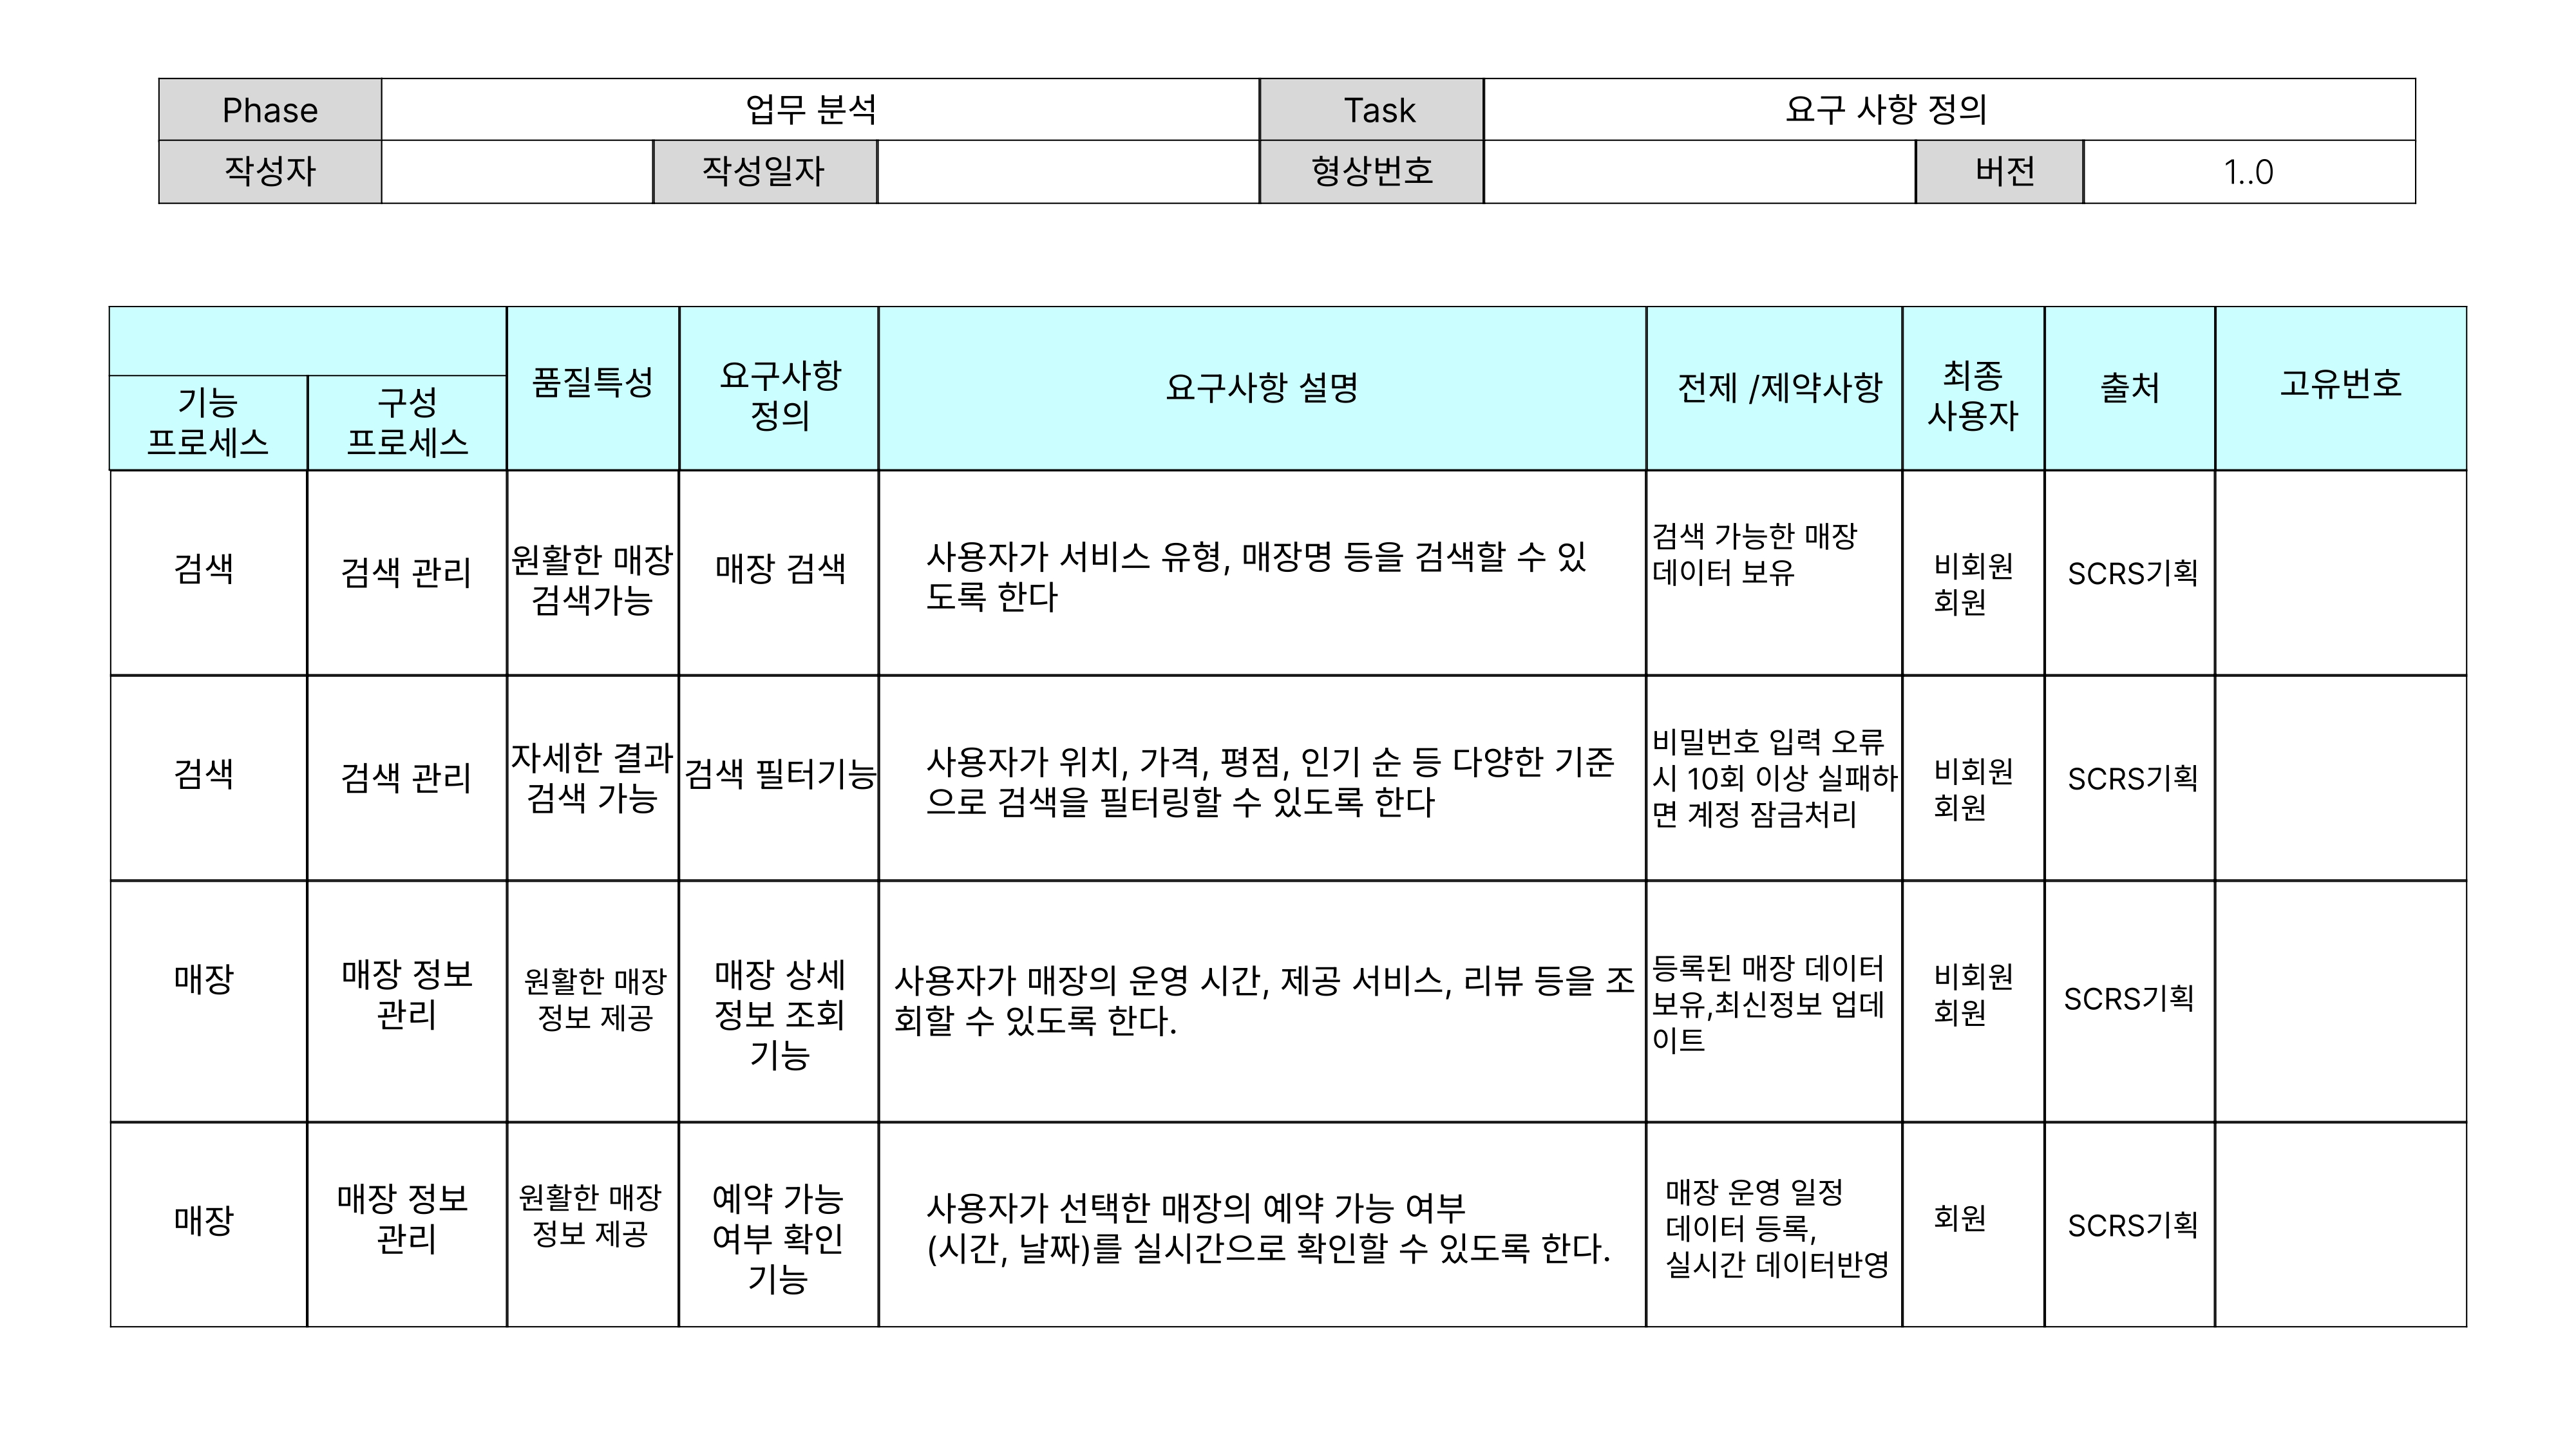 Phase 업무 분석 Task 요구 사항 정의
작성자 작성일자 형상번호 버전 1..0
기능
프로세스
구성
프로세스
품질특성
요구사항
정의
요구사항 설명
전제 /제약사항
최종
사용자
출처
고유번호
검색
검색 관리
원활한 매장
검색가능
매장 검색
사용자가 서비스 유형, 매장명 등을 검색할 수 있
도록 한다
검색 가능한 매장
데이터 보유
비회원
회원
SCRS기획
검색
검색 관리
자세한 결과
검색 가능
검색 필터기능
사용자가 위치, 가격, 평점, 인기 순 등 다양한 기준
으로 검색을 필터링할 수 있도록 한다
비밀번호 입력 오류
시 10회 이상 실패하
면 계정 잠금처리
비회원
회원
SCRS기획
매장
매장 정보
관리
원활한 매장
정보 제공
매장 상세
정보 조회
기능
사용자가 매장의 운영 시간, 제공 서비스, 리뷰 등을 조
회할 수 있도록 한다.
등록된 매장 데이터
보유,최신정보 업데
이트
비회원
회원
SCRS기획
매장
매장 정보
관리
원활한 매장
정보 제공
예약 가능
여부 확인
기능
사용자가 선택한 매장의 예약 가능 여부
(시간, 날짜)를 실시간으로 확인할 수 있도록 한다.
매장 운영 일정
데이터 등록,
실시간 데이터반영
회원
SCRS기획